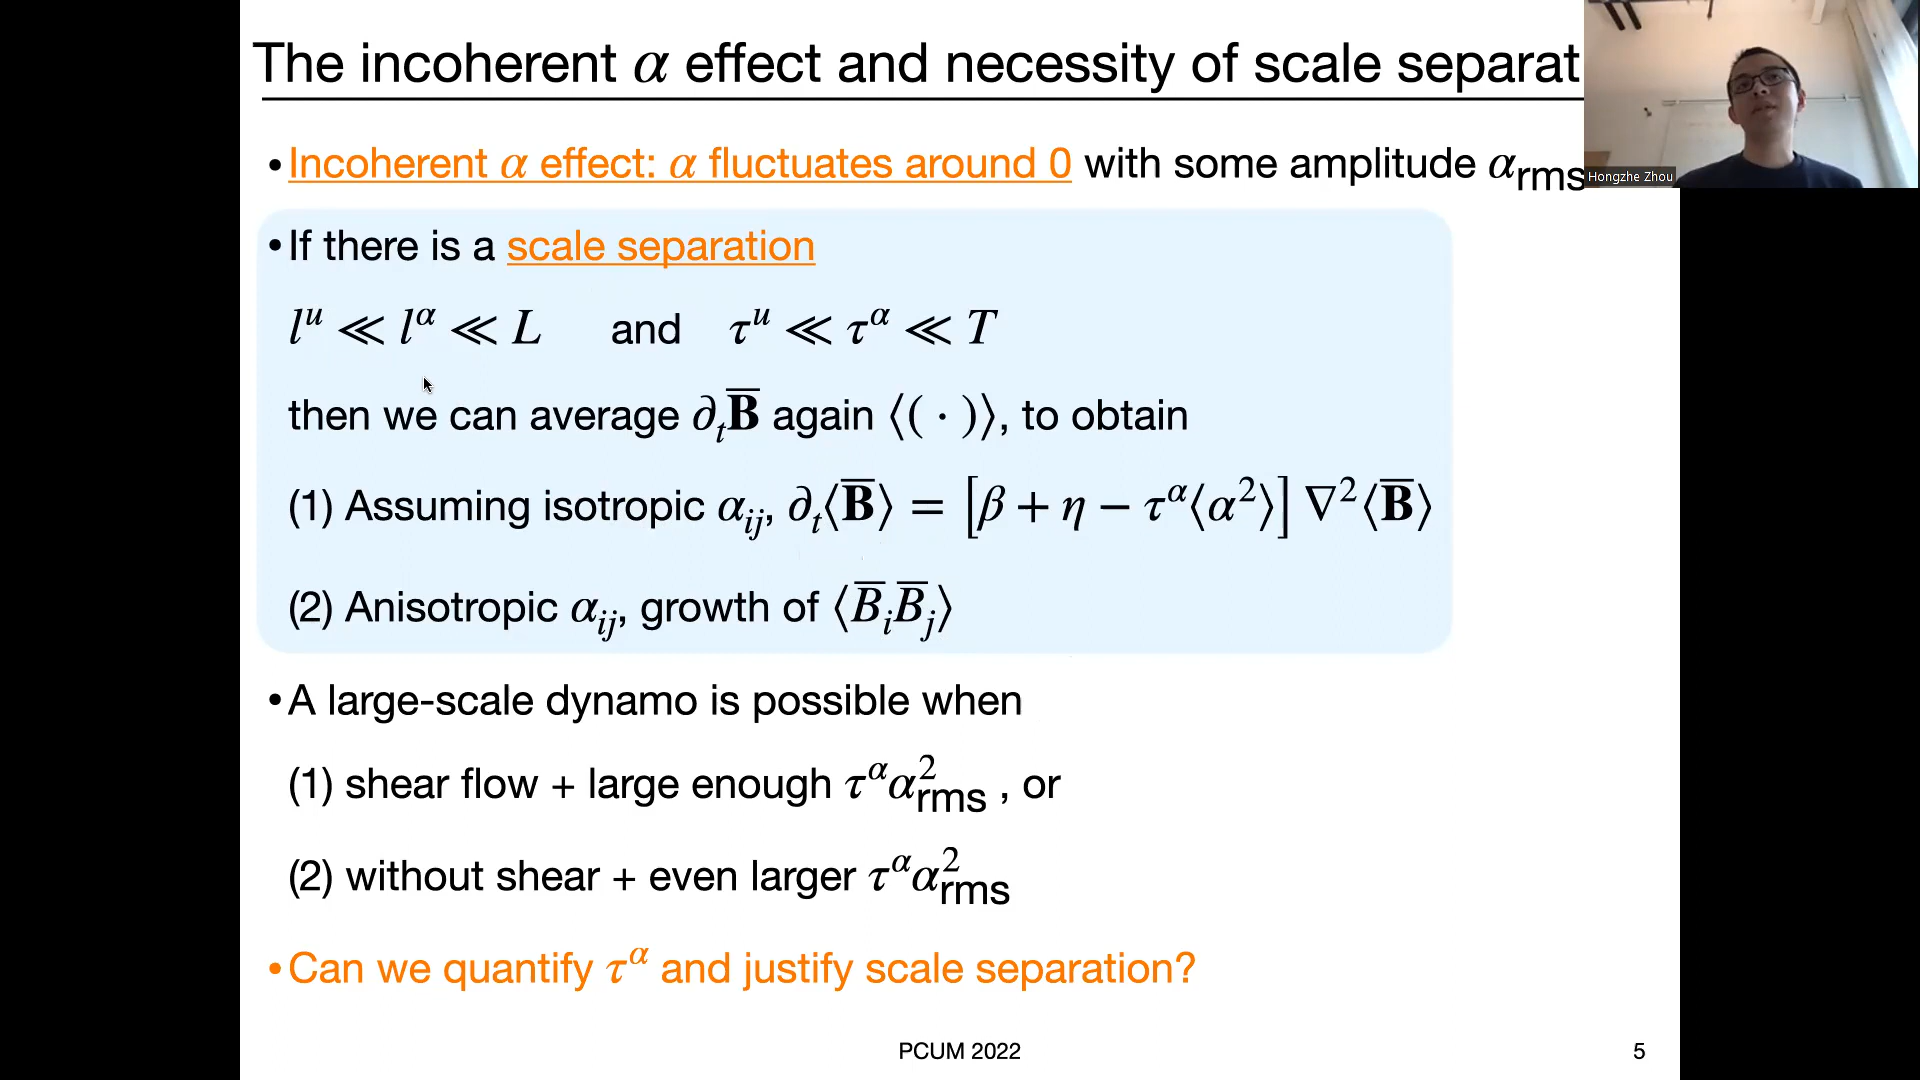 The incoherent α effect and necessity of scale separat
• Incoherent α effect: α fluctuates around 0 with some amplitude α_rms
Hongzhe Zhou
• If there is a scale separation
l^u ≪ l^α ≪ L and τ^u ≪ τ^α ≪ T
then we can average ∂_t B̅ again ⟨( · )⟩, to obtain
(1) Assuming isotropic α_ij, ∂_t⟨B̅⟩ = [β + η − τ^α⟨α²⟩] ∇²⟨B̅⟩
(2) Anisotropic α_ij, growth of ⟨B̅_i B̅_j⟩
• A large-scale dynamo is possible when
(1) shear flow + large enough τ^α α²_rms , or
(2) without shear + even larger τ^α α²_rms
• Can we quantify τ^α and justify scale separation?
PCUM 2022
5